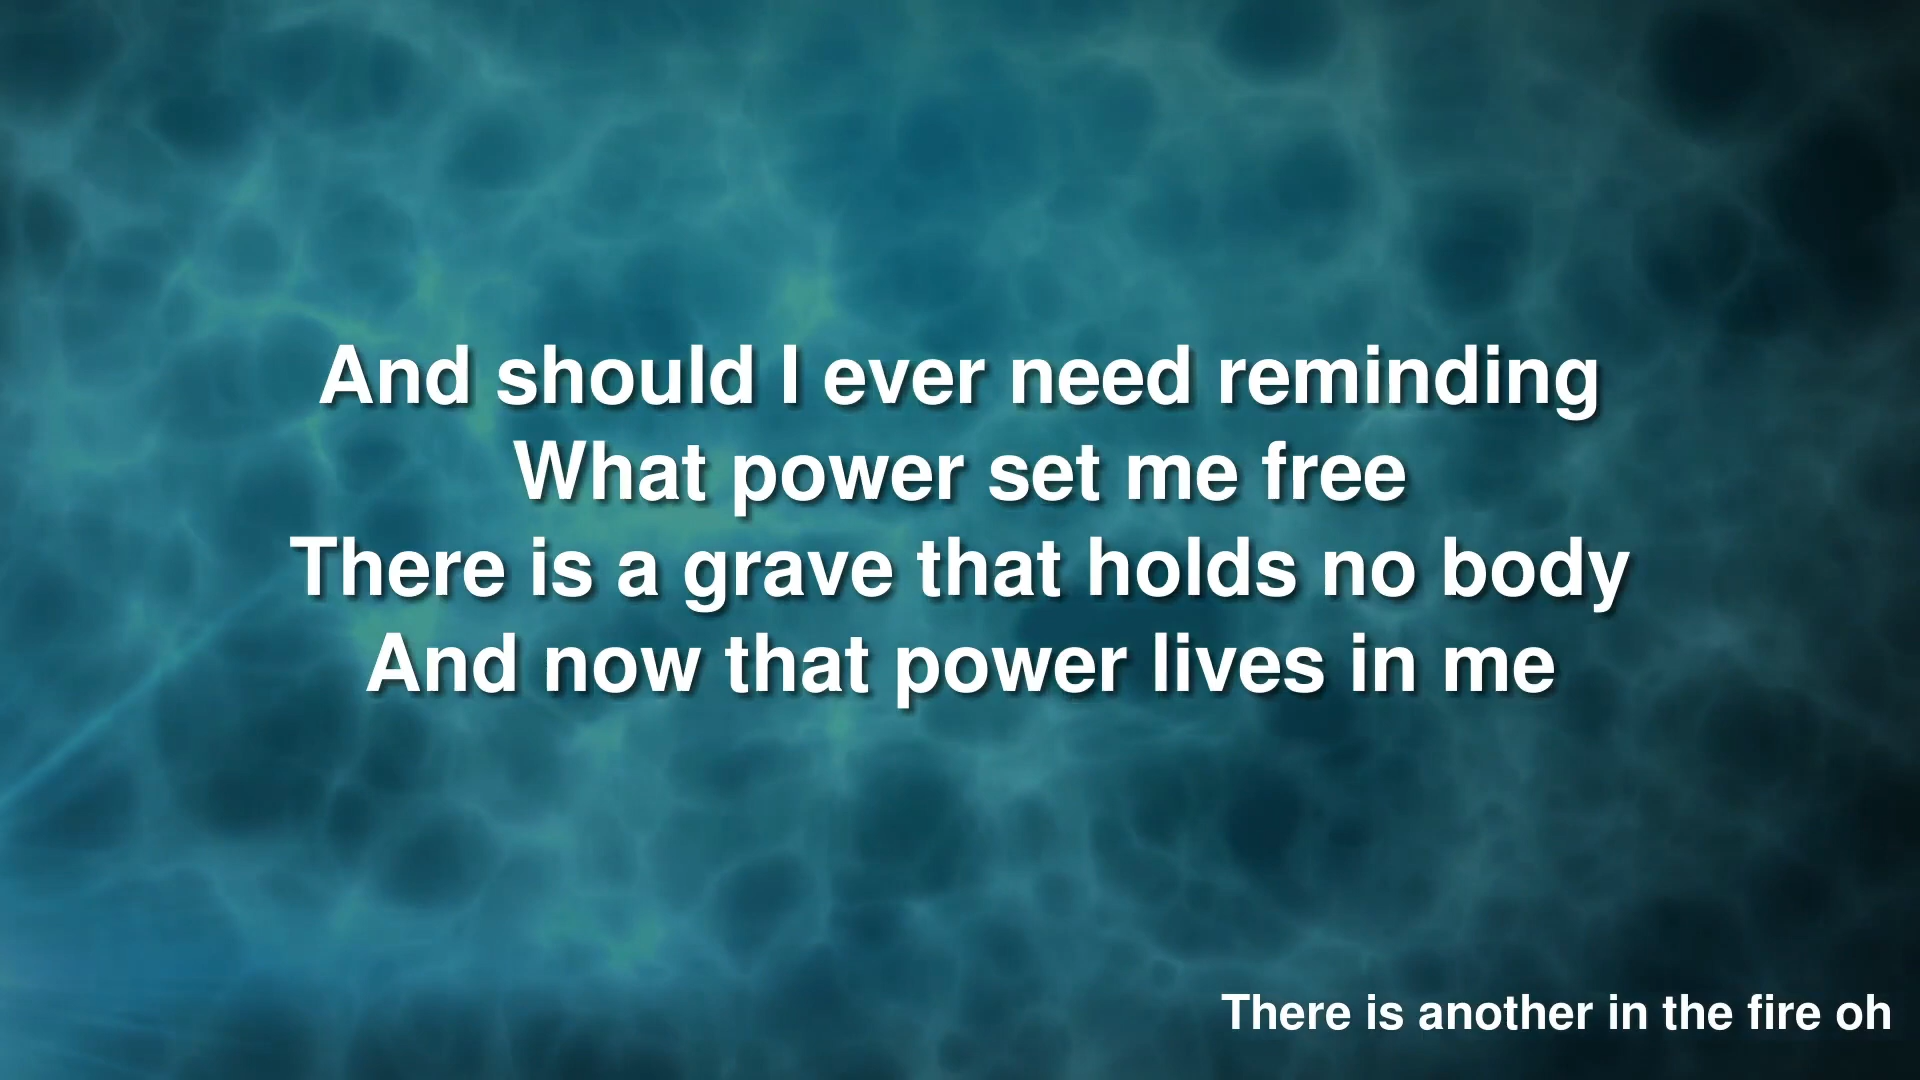 And should I ever need reminding
What power set me free
There is a grave that holds no body
And now that power lives in me
There is another in the fire oh